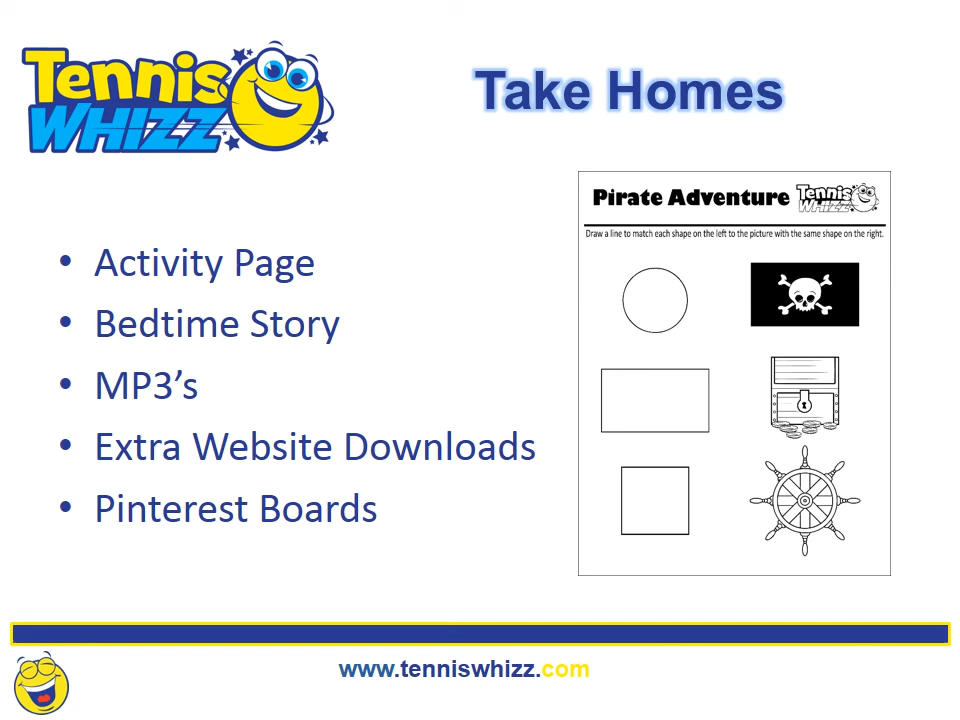 Tennis
WHIZZ
Take Homes
• Activity Page
• Bedtime Story
• MP3’s
• Extra Website Downloads
• Pinterest Boards
Pirate Adventure
Tennis
WHIZZ
Draw a line to match each shape on the left to the picture with the same shape on the right.
www.tenniswhizz.com